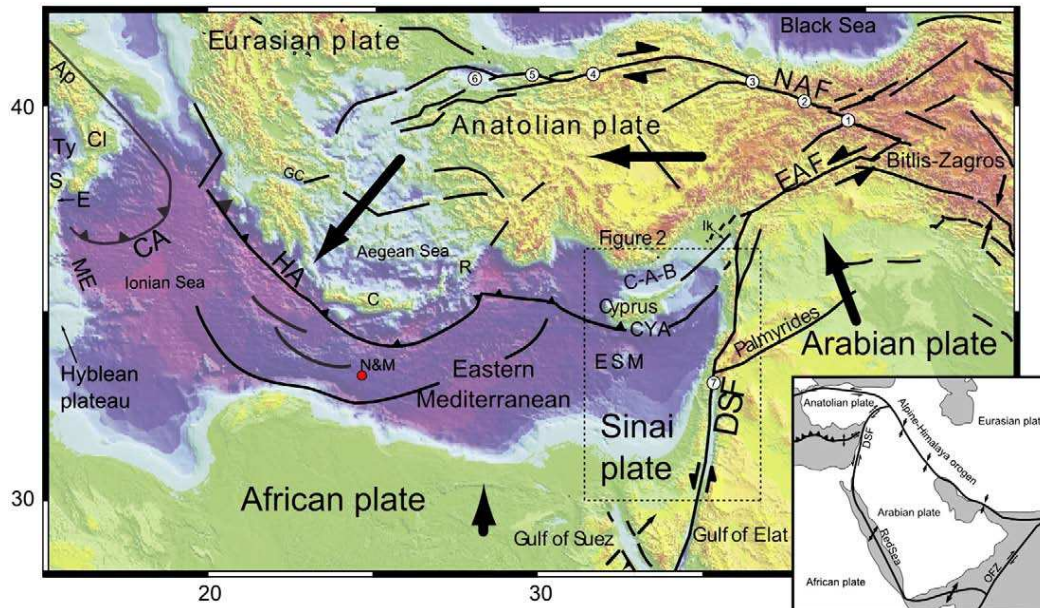 Black Sea
Eurasian plate
Ap
6
5
4
3
NAF
2
40
1
Anatolian plate
Cl
Ty
EAF
Bitlis-Zagros
S
GC
E
Ik
CA
Figure 2
Aegean Sea
HA
R
C-A-B
ME
Ionian Sea
C
Cyprus
CYA
Palmyrides
Arabian plate
ESM
N&M
Hyblean
plateau
Eastern
Mediterranean
7
DSF
Sinai
plate
30
African plate
Gulf of Suez
Gulf of Elat
20
30
Anatolian plate
Eurasian plate
Alpine-Himalaya orogen
DSF
Arabian plate
RedSea
African plate
OFZ